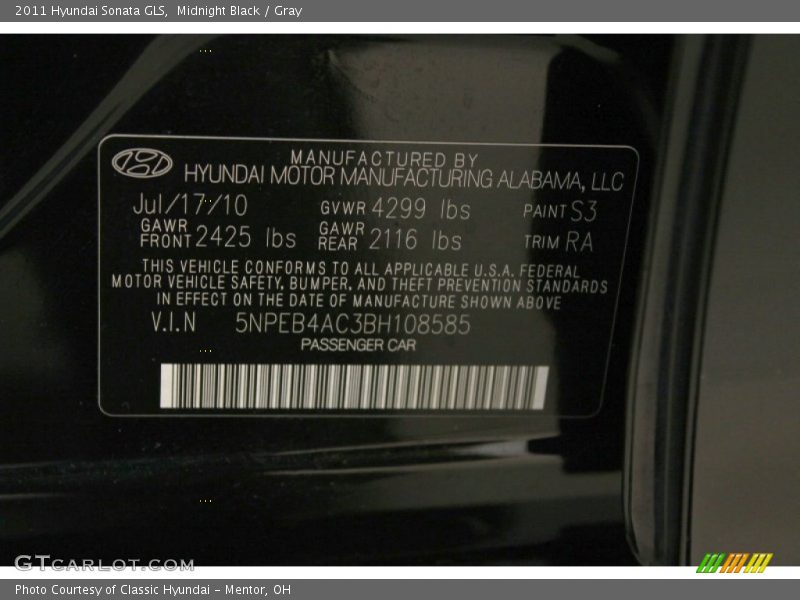 2011 Hyundai Sonata GLS, Midnight Black / Gray
MANUFACTURED BY
HYUNDAI MOTOR MANUFACTURING ALABAMA, LLC
Jul/17/10 GVWR 4299 lbs PAINT S3
GAWR FRONT 2425 lbs GAWR REAR 2116 lbs TRIM RA
THIS VEHICLE CONFORMS TO ALL APPLICABLE U.S.A. FEDERAL
MOTOR VEHICLE SAFETY, BUMPER, AND THEFT PREVENTION STANDARDS
IN EFFECT ON THE DATE OF MANUFACTURE SHOWN ABOVE
V.I.N 5NPEB4AC3BH108585
PASSENGER CAR
GTCARLOT.COM
Photo Courtesy of Classic Hyundai - Mentor, OH